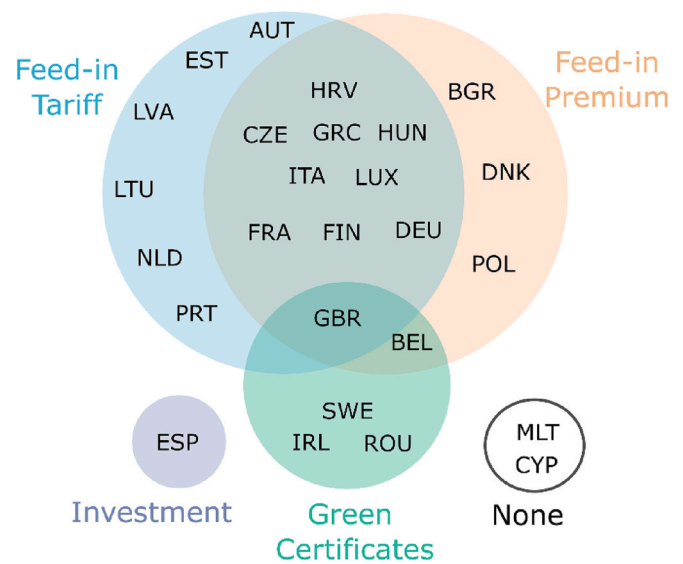 AUT
EST
Feed-in
Tariff
Feed-in
Premium
HRV
BGR
LVA
CZE GRC HUN
ITA LUX
DNK
LTU
FRA FIN DEU
NLD
POL
PRT
GBR
BEL
SWE
IRL ROU
ESP
MLT
CYP
Investment
Green
Certificates
None